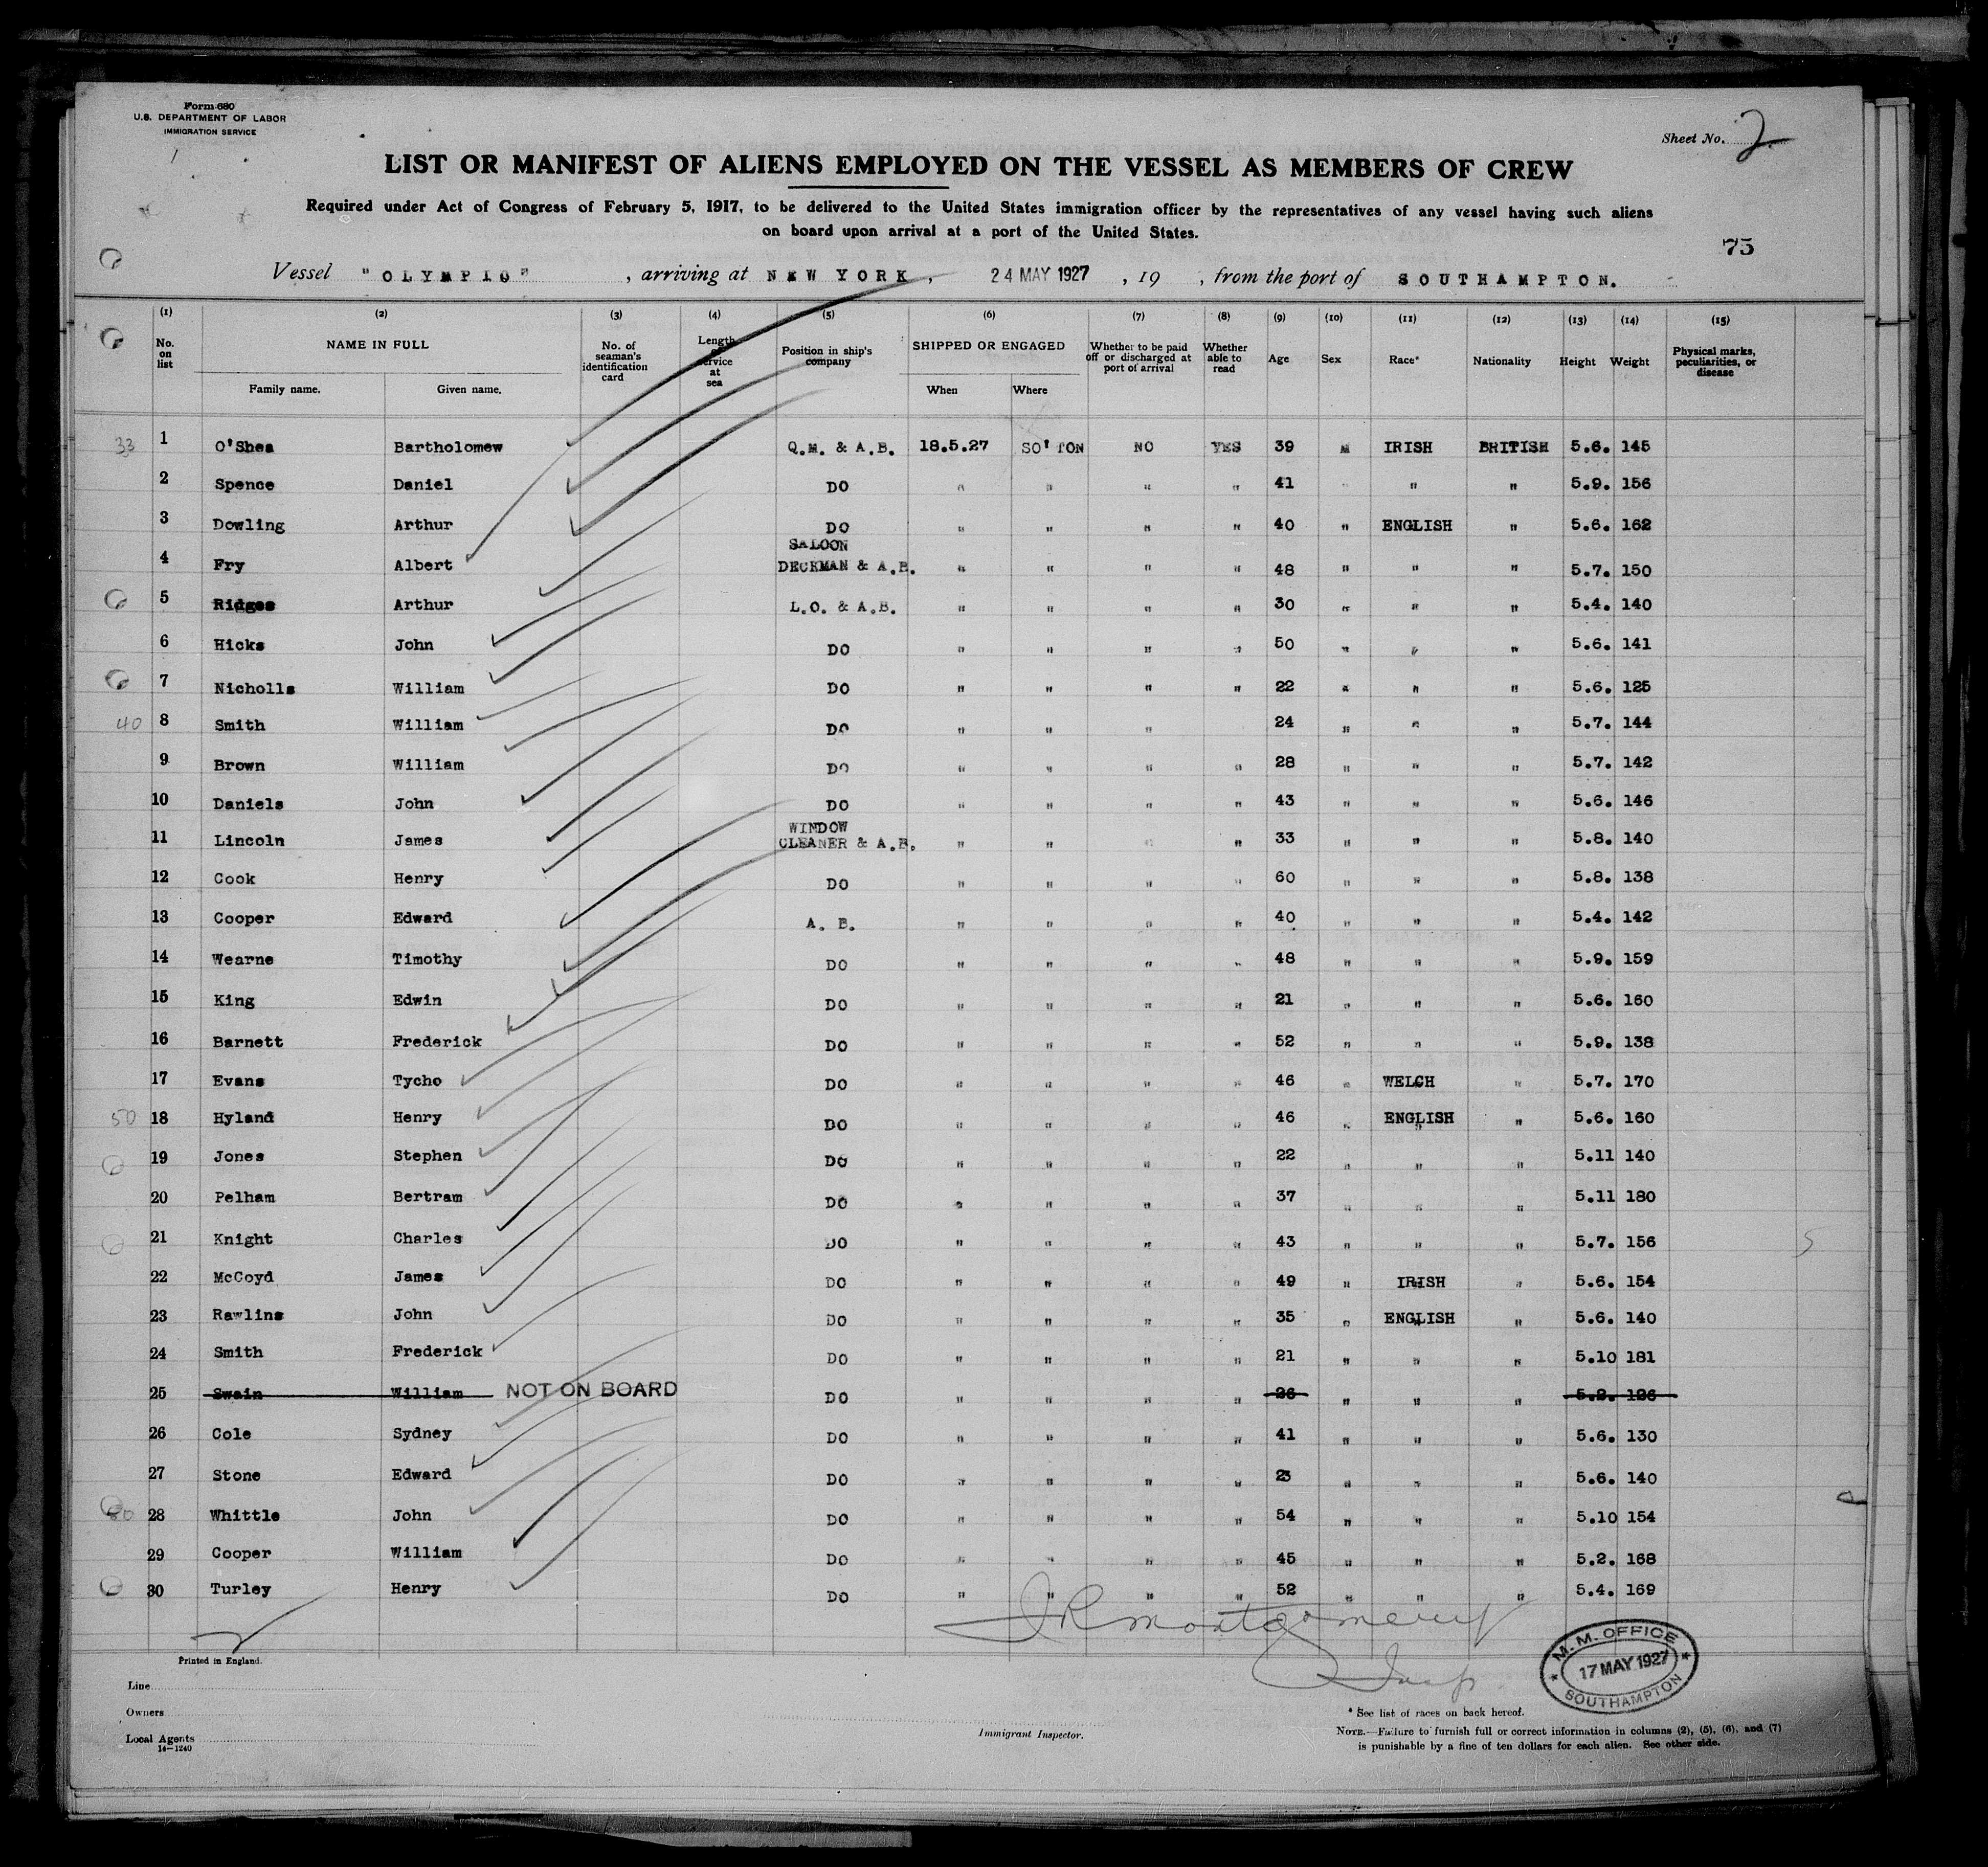 Form 680
U.S. DEPARTMENT OF LABOR
IMMIGRATION SERVICE
Sheet No. 2
LIST OR MANIFEST OF ALIENS EMPLOYED ON THE VESSEL AS MEMBERS OF CREW
Required under Act of Congress of February 5, 1917, to be delivered to the United States immigration officer by the representatives of any vessel having such aliens
on board upon arrival at a port of the United States.
75
Vessel "OLYMPIC", arriving at NEW YORK, 24 MAY 1927, 19 , from the port of SOUTHAMPTON.
(1) (2) (3) (4) (5) (6) (7) (8) (9) (10) (11) (12) (13) (14) (15)
No. on list NAME IN FULL Family name. Given name. No. of seaman's identification card Length of service at sea Position in ship's company SHIPPED OR ENGAGED When Where Whether to be paid off or discharged at port of arrival Whether able to read Age Sex Race* Nationality Height Weight Physical marks, peculiarities, or disease
33 1 O'Shea Bartholomew Q.M. & A.B. 18.5.27 SO'TON NO YES 39 M IRISH BRITISH 5.6. 145
2 Spence Daniel DO " " " " 41 " " 5.9. 156
3 Dowling Arthur DO " " " " 40 " ENGLISH " 5.6. 162
4 Fry Albert SALOON DECKMAN & A.B. " " " " 48 " " " 5.7. 150
5 Ridges Arthur L.O. & A.B. " " " " 30 " " " 5.4. 140
6 Hicks John DO " " " " 50 " " " 5.6. 141
7 Nicholls William DO " " " " 22 " " " 5.6. 125
40 8 Smith William DO " " " 24 " " " 5.7. 144
9 Brown William DO " " " " 28 " " " 5.7. 142
10 Daniels John DO " " " " 43 " " " 5.6. 146
11 Lincoln James WINDOW CLEANER & A.B. " " " " 33 " " " 5.8. 140
12 Cook Henry DO " " " " 60 " " " 5.8. 138
13 Cooper Edward A. B. " " " " 40 " " " 5.4. 142
14 Wearne Timothy DO " " " " 48 " " " 5.9. 159
15 King Edwin DO " " " " 21 " " " 5.6. 160
16 Barnett Frederick DO " " " " 52 " " " 5.9. 138
17 Evans Tycho DO " " " " 46 " WELCH " 5.7. 170
50 18 Hyland Henry DO " " " " 46 " ENGLISH " 5.6. 160
19 Jones Stephen DO " " " " 22 " " " 5.11 140
20 Pelham Bertram DO " " " " 37 " " " 5.11 180
21 Knight Charles DO " " " " 43 " " " 5.7. 156
22 McCoyd James DO " " " " 49 " IRISH " 5.6. 154
23 Rawlins John DO " " " " 35 " ENGLISH " 5.6. 140
24 Smith Frederick DO " " " " 21 " " " 5.10 181
25 Swain William NOT ON BOARD DO " " " " 26 " " " 126
26 Cole Sydney DO " " " " 41 " " " 5.6. 130
27 Stone Edward DO " " " " 23 " " " 5.6. 140
28 Whittle John DO " " " " 54 " " " 5.10 154
29 Cooper William DO " " " " 45 " " " 5.2. 168
30 Turley Henry DO " " " " 52 " " " 5.4. 169
J R Montgomery
Insp
Printed in England.
M. M. OFFICE
17 MAY 1927
SOUTHAMPTON
Line
Owners
Local Agents
14-1240
Immigrant Inspector.
* See list of races on back hereof.
NOTE.—Failure to furnish full or correct information in columns (2), (5), (6), and (7)
is punishable by a fine of ten dollars for each alien. See other side.